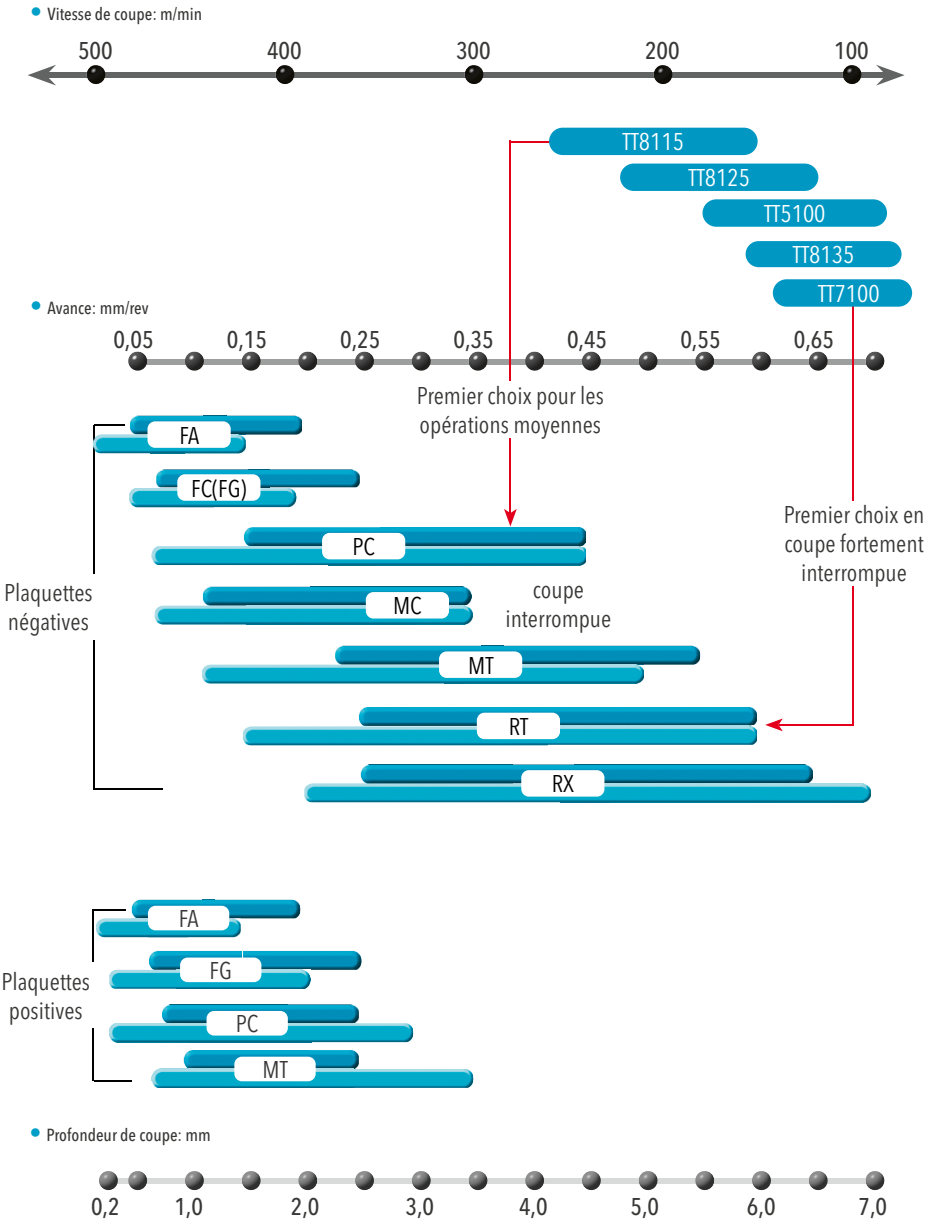 Vitesse de coupe: m/min
500 400 300 200 100
TT8115
TT8125
TT5100
TT8135
TT7100
Avance: mm/rev
0,05 0,15 0,25 0,35 0,45 0,55 0,65
Premier choix pour les
opérations moyennes
Premier choix en
coupe fortement
interrompue
Plaquettes
négatives
FA
FC(FG)
PC
MC
coupe
interrompue
MT
RT
RX
Plaquettes
positives
FA
FG
PC
MT
Profondeur de coupe: mm
0,2 1,0 2,0 3,0 4,0 5,0 6,0 7,0